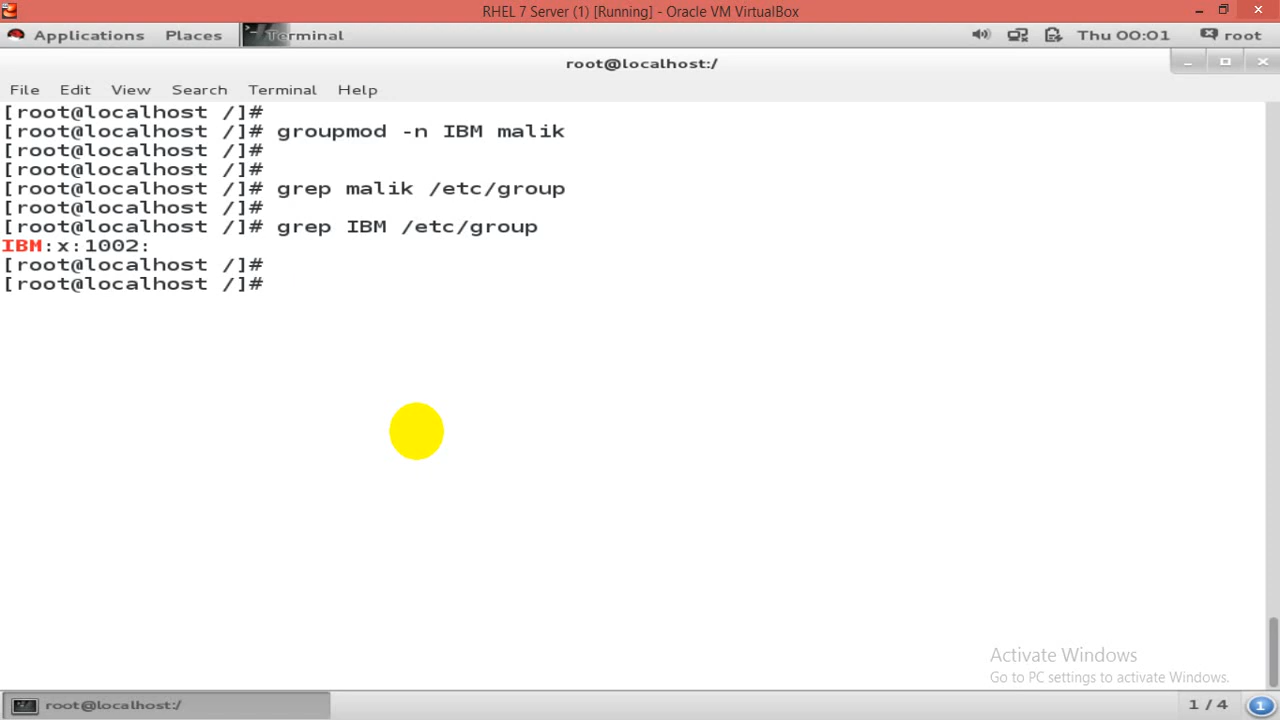 RHEL 7 Server (1) [Running] - Oracle VM VirtualBox
Applications Places Terminal Thu 00:01 root
root@localhost:/
File Edit View Search Terminal Help
[root@localhost /]#
[root@localhost /]# groupmod -n IBM malik
[root@localhost /]#
[root@localhost /]#
[root@localhost /]# grep malik /etc/group
[root@localhost /]#
[root@localhost /]# grep IBM /etc/group
IBM:x:1002:
[root@localhost /]#
[root@localhost /]#
Activate Windows
Go to PC settings to activate Windows.
root@localhost:/ 1 / 4 1